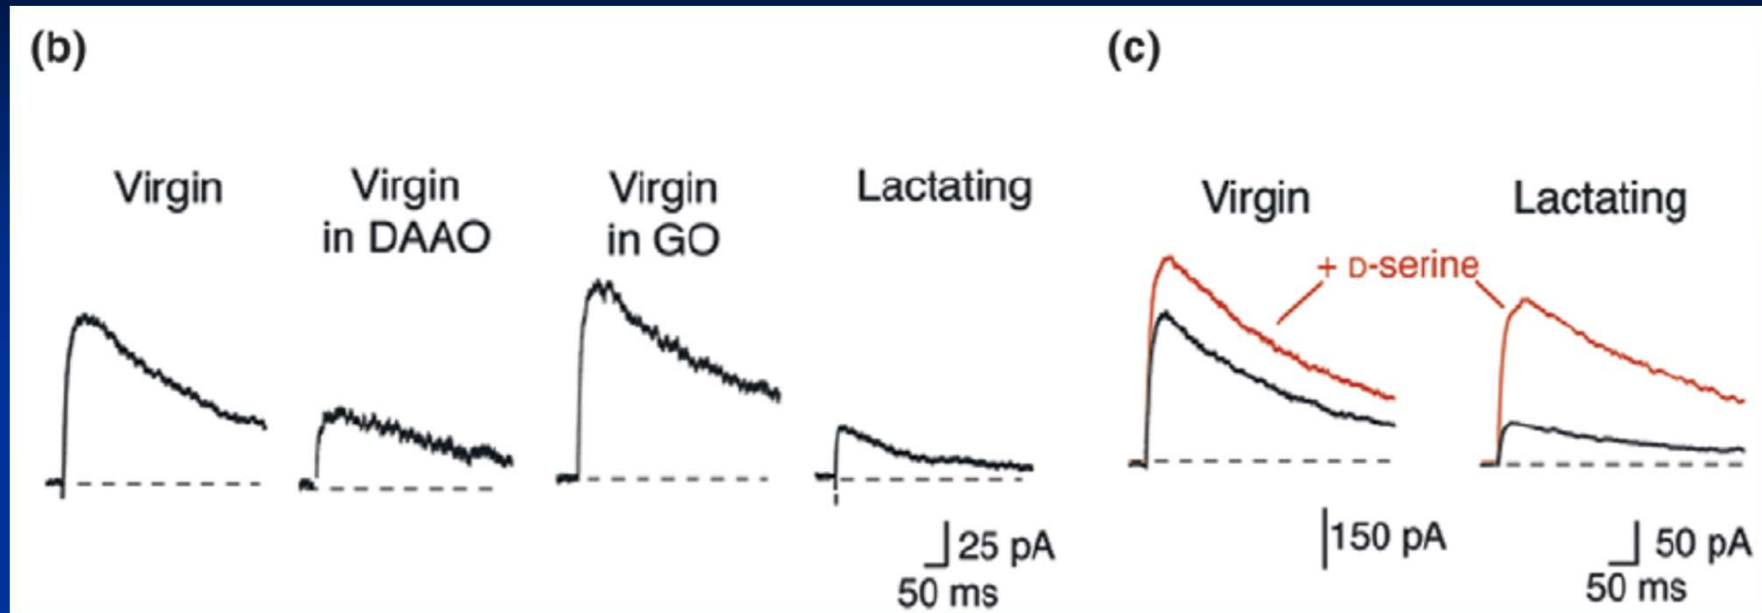 (b)
Virgin
Virgin
in DAAO
Virgin
in GO
Lactating
25 pA
50 ms
(c)
Virgin
Lactating
+ D-serine
150 pA
50 pA
50 ms